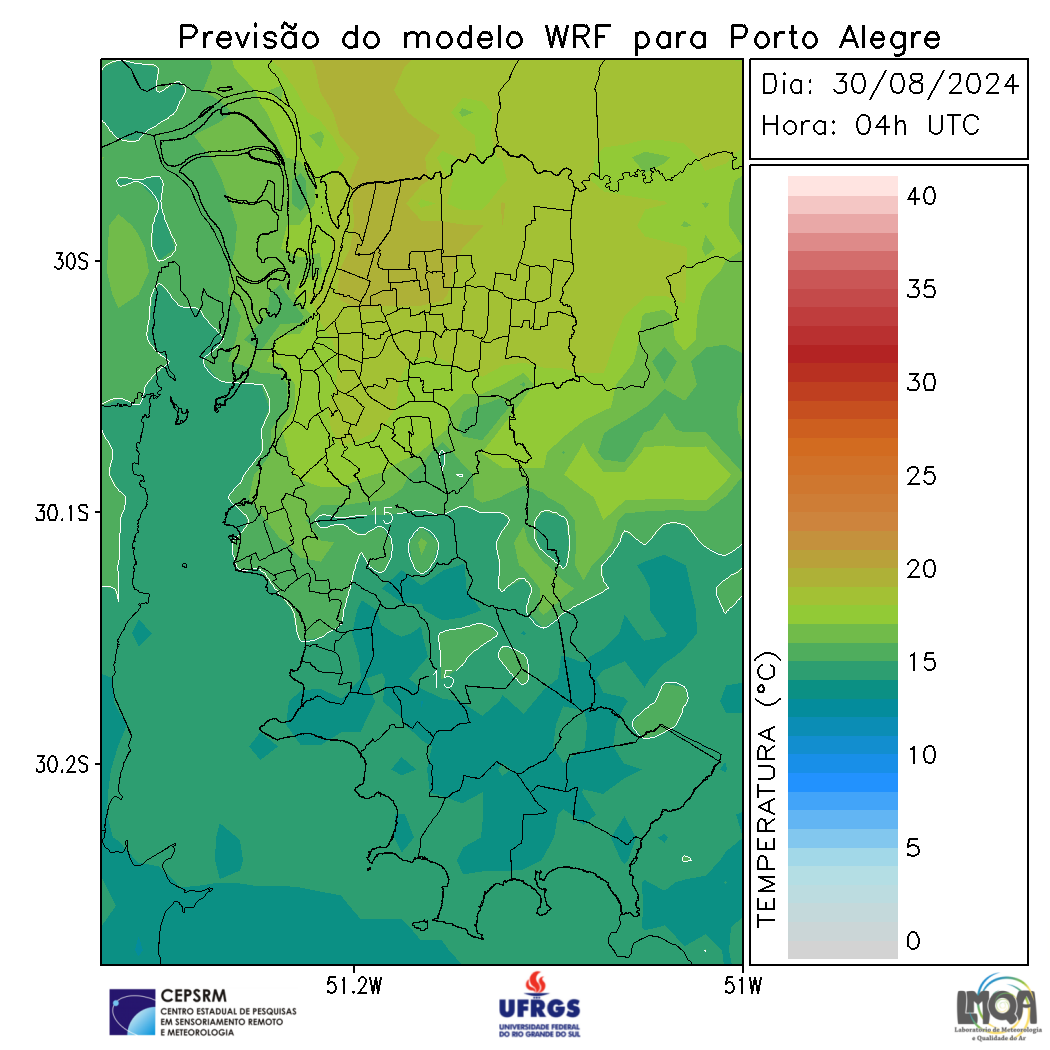 Previsão do modelo WRF para Porto Alegre
Dia: 30/08/2024
Hora: 04h UTC
30S
30.1S
30.2S
51.2W
51W
15
15
40
35
30
25
20
15
10
5
0
TEMPERATURA (°C)
CEPSRM
CENTRO ESTADUAL DE PESQUISAS
EM SENSORIAMENTO REMOTO
E METEOROLOGIA
UFRGS
UNIVERSIDADE FEDERAL
DO RIO GRANDE DO SUL
LMQA
Laboratório de Meteorologia
e Qualidade do Ar